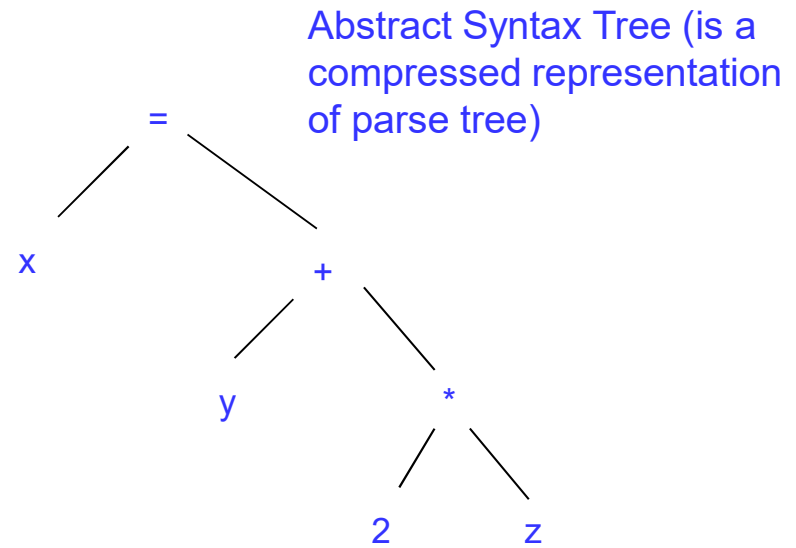 Abstract Syntax Tree (is a
compressed representation
of parse tree)
=
x
+
y
*
2
z